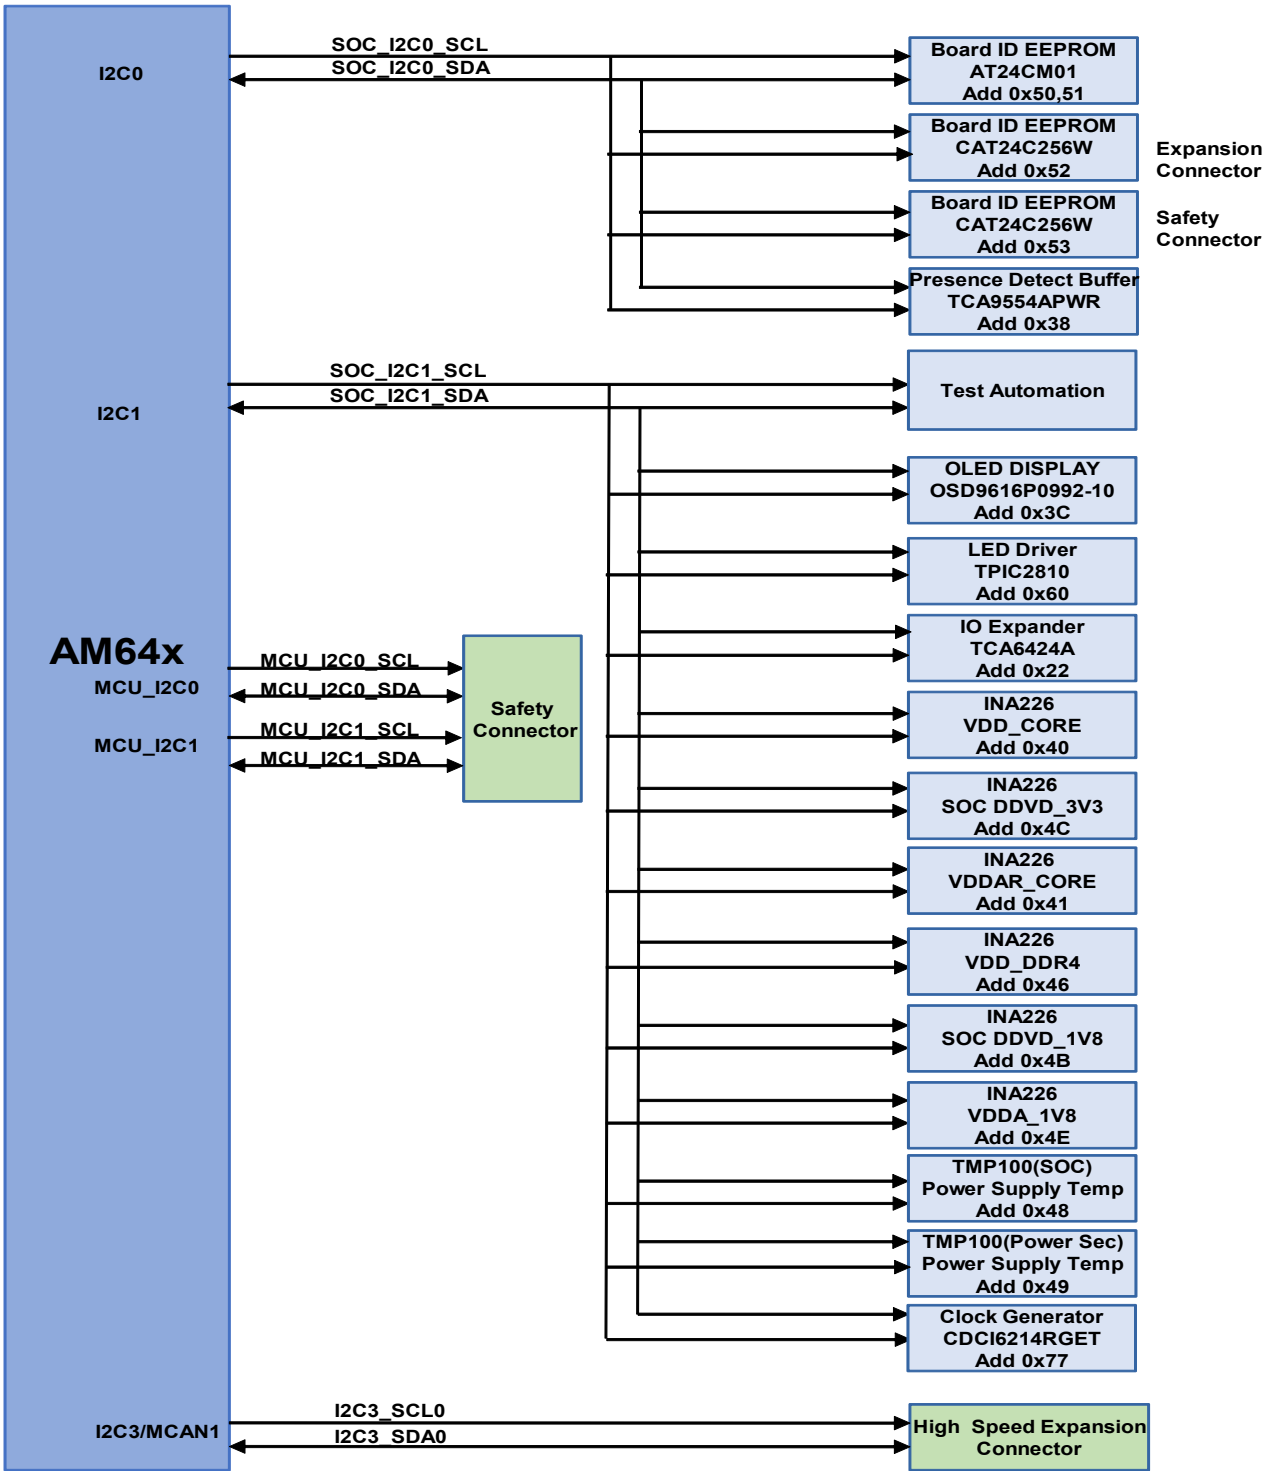 SOC_I2C0_SCL
SOC_I2C0_SDA
I2C0
Board ID EEPROM
AT24CM01
Add 0x50,51
Board ID EEPROM
CAT24C256W
Add 0x52
Expansion
Connector
Board ID EEPROM
CAT24C256W
Add 0x53
Safety
Connector
Presence Detect Buffer
TCA9554APWR
Add 0x38
SOC_I2C1_SCL
SOC_I2C1_SDA
I2C1
Test Automation
OLED DISPLAY
OSD9616P0992-10
Add 0x3C
LED Driver
TPIC2810
Add 0x60
IO Expander
TCA6424A
Add 0x22
AM64x
MCU_I2C0
MCU_I2C1
MCU_I2C0_SCL
MCU_I2C0_SDA
MCU_I2C1_SCL
MCU_I2C1_SDA
Safety
Connector
INA226
VDD_CORE
Add 0x40
INA226
SOC DDVD_3V3
Add 0x4C
INA226
VDDAR_CORE
Add 0x41
INA226
VDD_DDR4
Add 0x46
INA226
SOC DDVD_1V8
Add 0x4B
INA226
VDDA_1V8
Add 0x4E
TMP100(SOC)
Power Supply Temp
Add 0x48
TMP100(Power Sec)
Power Supply Temp
Add 0x49
Clock Generator
CDCI6214RGET
Add 0x77
I2C3/MCAN1
I2C3_SCL0
I2C3_SDA0
High Speed Expansion
Connector